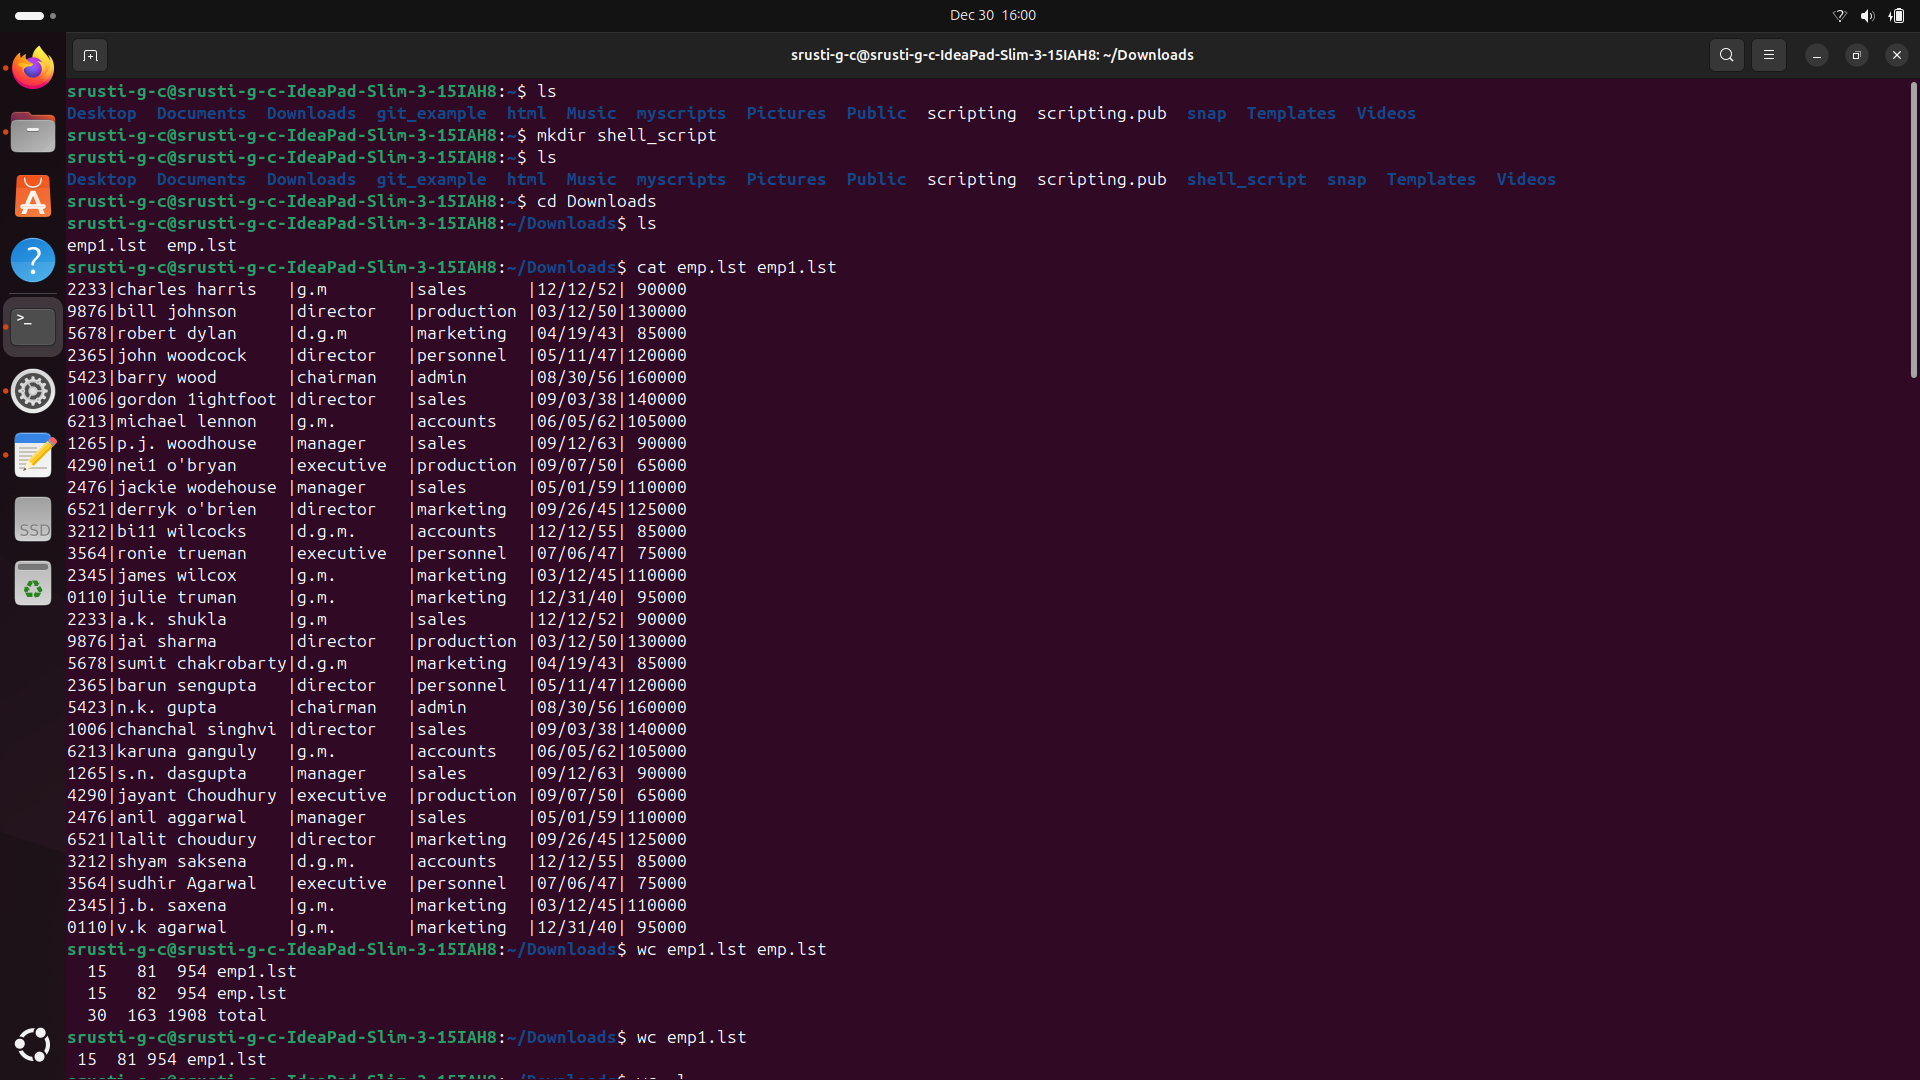 Dec 30  16:00
srusti-g-c@srusti-g-c-IdeaPad-Slim-3-15IAH8: ~/Downloads
srusti-g-c@srusti-g-c-IdeaPad-Slim-3-15IAH8:~$ ls
Desktop  Documents  Downloads  git_example  html  Music  myscripts  Pictures  Public  scripting  scripting.pub  snap  Templates  Videos
srusti-g-c@srusti-g-c-IdeaPad-Slim-3-15IAH8:~$ mkdir shell_script
srusti-g-c@srusti-g-c-IdeaPad-Slim-3-15IAH8:~$ ls
Desktop  Documents  Downloads  git_example  html  Music  myscripts  Pictures  Public  scripting  scripting.pub  shell_script  snap  Templates  Videos
srusti-g-c@srusti-g-c-IdeaPad-Slim-3-15IAH8:~$ cd Downloads
srusti-g-c@srusti-g-c-IdeaPad-Slim-3-15IAH8:~/Downloads$ ls
emp1.lst  emp.lst
srusti-g-c@srusti-g-c-IdeaPad-Slim-3-15IAH8:~/Downloads$ cat emp.lst emp1.lst
2233|charles harris   |g.m        |sales      |12/12/52| 90000
9876|bill johnson     |director   |production |03/12/50|130000
5678|robert dylan     |d.g.m      |marketing  |04/19/43| 85000
2365|john woodcock    |director   |personnel  |05/11/47|120000
5423|barry wood       |chairman   |admin      |08/30/56|160000
1006|gordon 1ightfoot |director   |sales      |09/03/38|140000
6213|michael lennon   |g.m.       |accounts   |06/05/62|105000
1265|p.j. woodhouse   |manager    |sales      |09/12/63| 90000
4290|nei1 o'bryan     |executive  |production |09/07/50| 65000
2476|jackie wodehouse |manager    |sales      |05/01/59|110000
6521|derryk o'brien   |director   |marketing  |09/26/45|125000
3212|bi11 wilcocks    |d.g.m.     |accounts   |12/12/55| 85000
3564|ronie trueman    |executive  |personnel  |07/06/47| 75000
2345|james wilcox     |g.m.       |marketing  |03/12/45|110000
0110|julie truman     |g.m.       |marketing  |12/31/40| 95000
2233|a.k. shukla      |g.m        |sales      |12/12/52| 90000
9876|jai sharma       |director   |production |03/12/50|130000
5678|sumit chakrobarty|d.g.m      |marketing  |04/19/43| 85000
2365|barun sengupta   |director   |personnel  |05/11/47|120000
5423|n.k. gupta       |chairman   |admin      |08/30/56|160000
1006|chanchal singhvi |director   |sales      |09/03/38|140000
6213|karuna ganguly   |g.m.       |accounts   |06/05/62|105000
1265|s.n. dasgupta    |manager    |sales      |09/12/63| 90000
4290|jayant Choudhury |executive  |production |09/07/50| 65000
2476|anil aggarwal    |manager    |sales      |05/01/59|110000
6521|lalit choudury   |director   |marketing  |09/26/45|125000
3212|shyam saksena    |d.g.m.     |accounts   |12/12/55| 85000
3564|sudhir Agarwal   |executive  |personnel  |07/06/47| 75000
2345|j.b. saxena      |g.m.       |marketing  |03/12/45|110000
0110|v.k agarwal      |g.m.       |marketing  |12/31/40| 95000
srusti-g-c@srusti-g-c-IdeaPad-Slim-3-15IAH8:~/Downloads$ wc emp1.lst emp.lst
  15   81  954 emp1.lst
  15   82  954 emp.lst
  30  163 1908 total
srusti-g-c@srusti-g-c-IdeaPad-Slim-3-15IAH8:~/Downloads$ wc emp1.lst
 15  81 954 emp1.lst
SSD